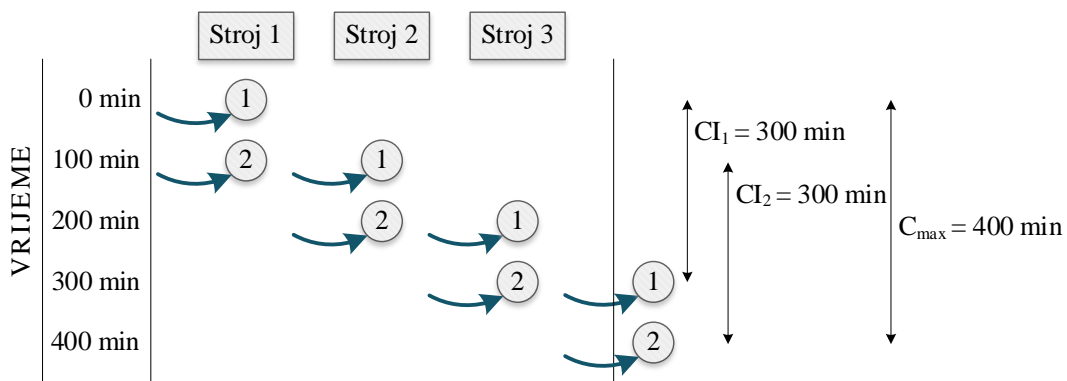 Stroj 1 Stroj 2 Stroj 3
VRIJEME
0 min 1
100 min 2 1
200 min 2 1
300 min 2 1
400 min 2
CI₁ = 300 min
CI₂ = 300 min
Cmax = 400 min